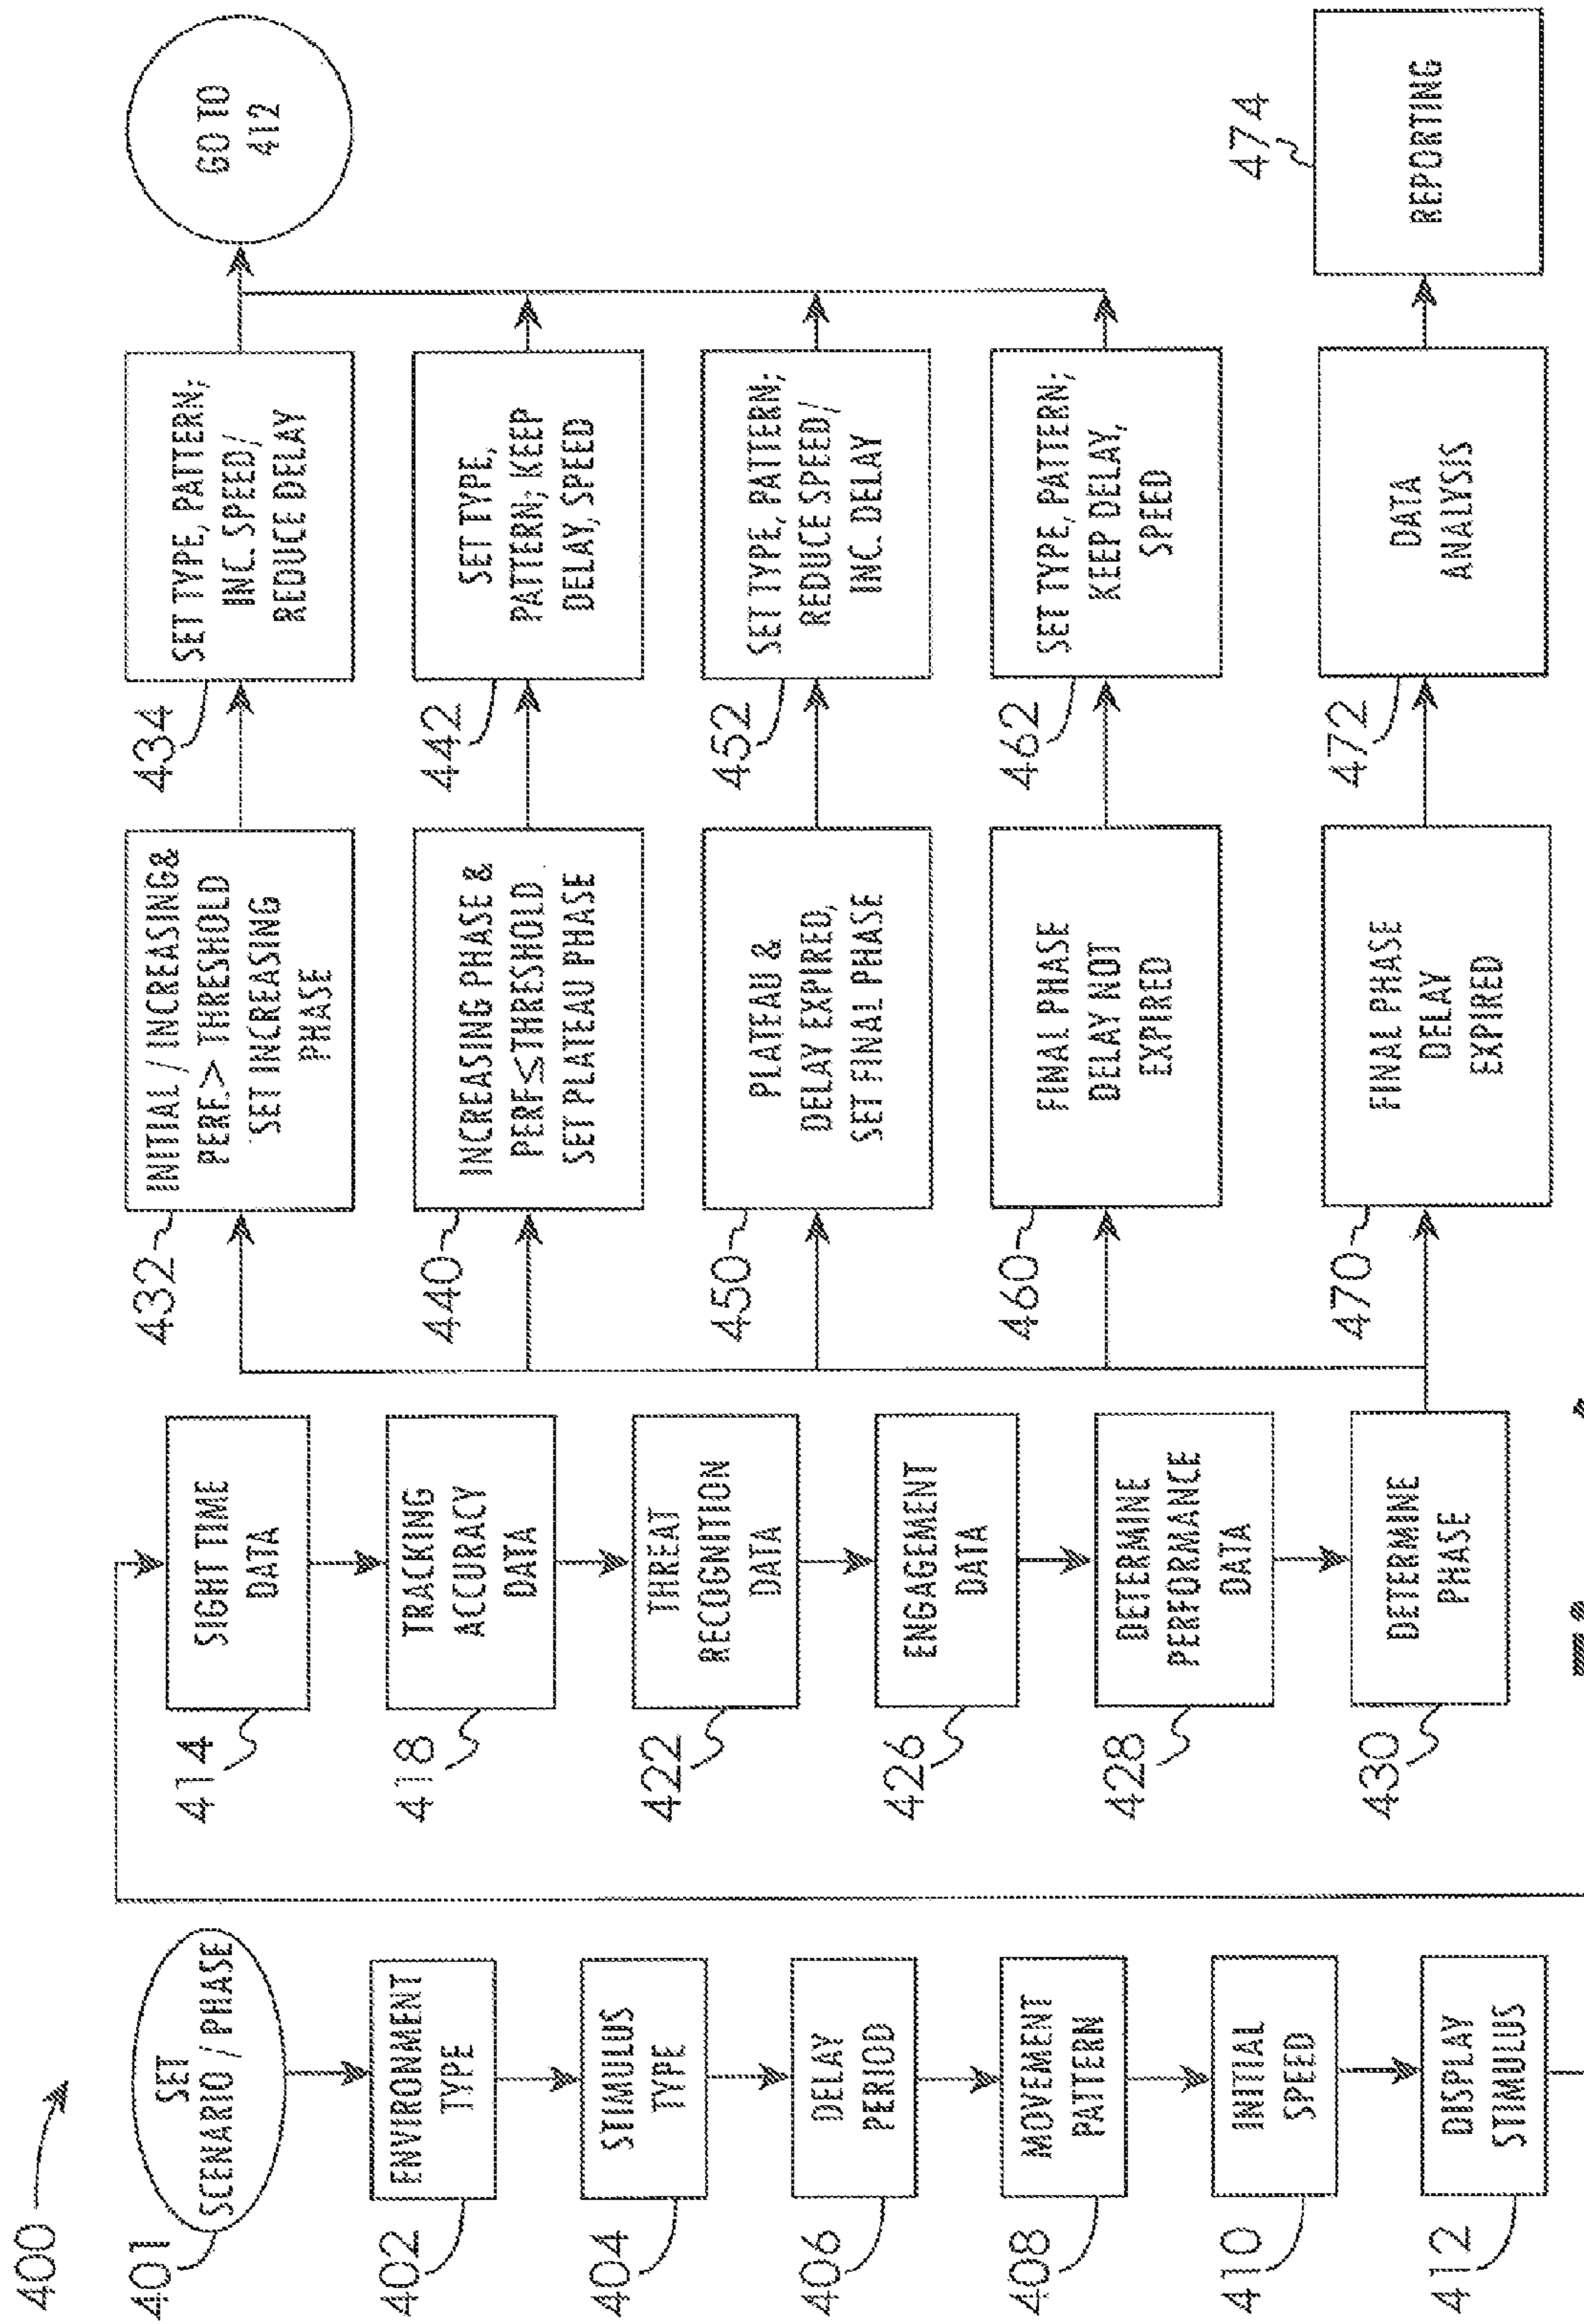 400
401
SET
SCENARIO / PHASE
402
ENVIRONMENT
TYPE
404
STIMULUS
TYPE
406
DELAY
PERIOD
408
MOVEMENT
PATTERN
410
INITIAL
SPEED
412
DISPLAY
STIMULUS
414
SIGHT TIME
DATA
418
TRACKING
ACCURACY
DATA
422
THREAT
RECOGNITION
DATA
426
ENGAGEMENT
DATA
428
DETERMINE
PERFORMANCE
DATA
430
DETERMINE
PHASE
432
INITIAL / INCREASING&
PERF.> THRESHOLD
SET INCREASING
PHASE
440
INCREASING PHASE &
PERF≤THRESHOLD
SET PLATEAU PHASE
450
PLATEAU &
DELAY EXPIRED,
SET FINAL PHASE
460
FINAL PHASE
DELAY NOT
EXPIRED
470
FINAL PHASE
DELAY
EXPIRED
434
SET TYPE, PATTERN;
INC. SPEED/
REDUCE DELAY
442
SET TYPE,
PATTERN; KEEP
DELAY, SPEED
452
SET TYPE, PATTERN;
REDUCE SPEED/
INC. DELAY
462
SET TYPE, PATTERN;
KEEP DELAY,
SPEED
472
DATA
ANALYSIS
GO TO
412
474
REPORTING